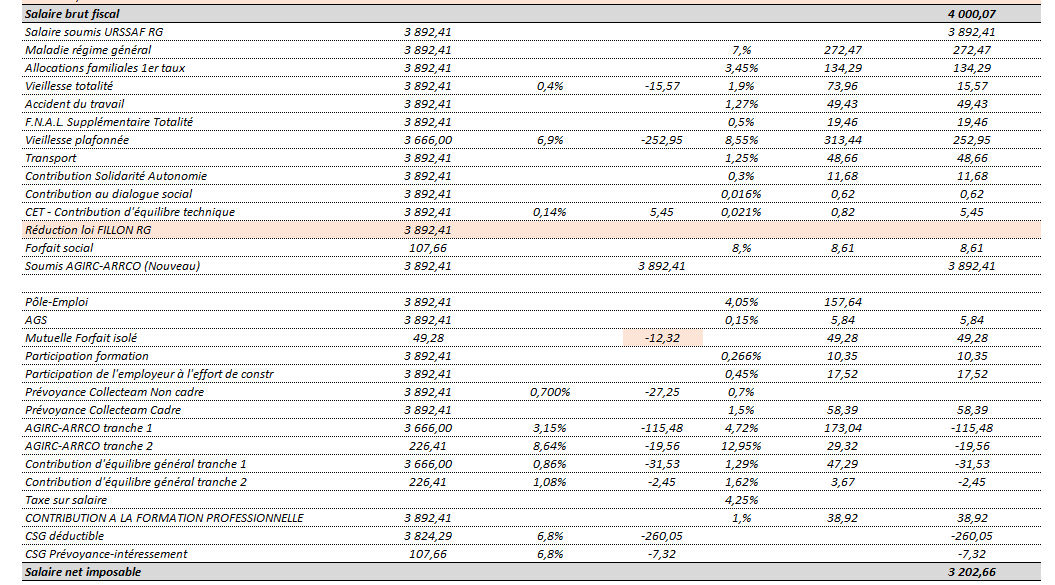 Salaire brut fiscal 4 000,07
Salaire soumis URSSAF RG 3 892,41 3 892,41
Maladie régime général 3 892,41 7,% 272,47 272,47
Allocations familiales 1er taux 3 892,41 3,45% 134,29 134,29
Vieillesse totalité 3 892,41 0,4% -15,57 1,9% 73,96 15,57
Accident du travail 3 892,41 1,27% 49,43 49,43
F.N.A.L. Supplémentaire Totalité 3 892,41 0,5% 19,46 19,46
Vieillesse plafonnée 3 666,00 6,9% -252,95 8,55% 313,44 252,95
Transport 3 892,41 1,25% 48,66 48,66
Contribution Solidarité Autonomie 3 892,41 0,3% 11,68 11,68
Contribution au dialogue social 3 892,41 0,016% 0,62 0,62
CET - Contribution d'équilibre technique 3 892,41 0,14% 5,45 0,021% 0,82 5,45
Réduction loi FILLON RG 3 892,41
Forfait social 107,66 8,% 8,61 8,61
Soumis AGIRC-ARRCO (Nouveau) 3 892,41 3 892,41 3 892,41
Pôle-Emploi 3 892,41 4,05% 157,64
AGS 3 892,41 0,15% 5,84 5,84
Mutuelle Forfait isolé 49,28 -12,32 49,28 49,28
Participation formation 3 892,41 0,266% 10,35 10,35
Participation de l'employeur à l'effort de constr 3 892,41 0,45% 17,52 17,52
Prévoyance Collecteam Non cadre 3 892,41 0,700% -27,25 0,7%
Prévoyance Collecteam Cadre 3 892,41 1,5% 58,39 58,39
AGIRC-ARRCO tranche 1 3 666,00 3,15% -115,48 4,72% 173,04 -115,48
AGIRC-ARRCO tranche 2 226,41 8,64% -19,56 12,95% 29,32 -19,56
Contribution d'équilibre général tranche 1 3 666,00 0,86% -31,53 1,29% 47,29 -31,53
Contribution d'équilibre général tranche 2 226,41 1,08% -2,45 1,62% 3,67 -2,45
Taxe sur salaire 4,25%
CONTRIBUTION A LA FORMATION PROFESSIONNELLE 3 892,41 1,% 38,92 38,92
CSG déductible 3 824,29 6,8% -260,05 -260,05
CSG Prévoyance-intéressement 107,66 6,8% -7,32 -7,32
Salaire net imposable 3 202,66